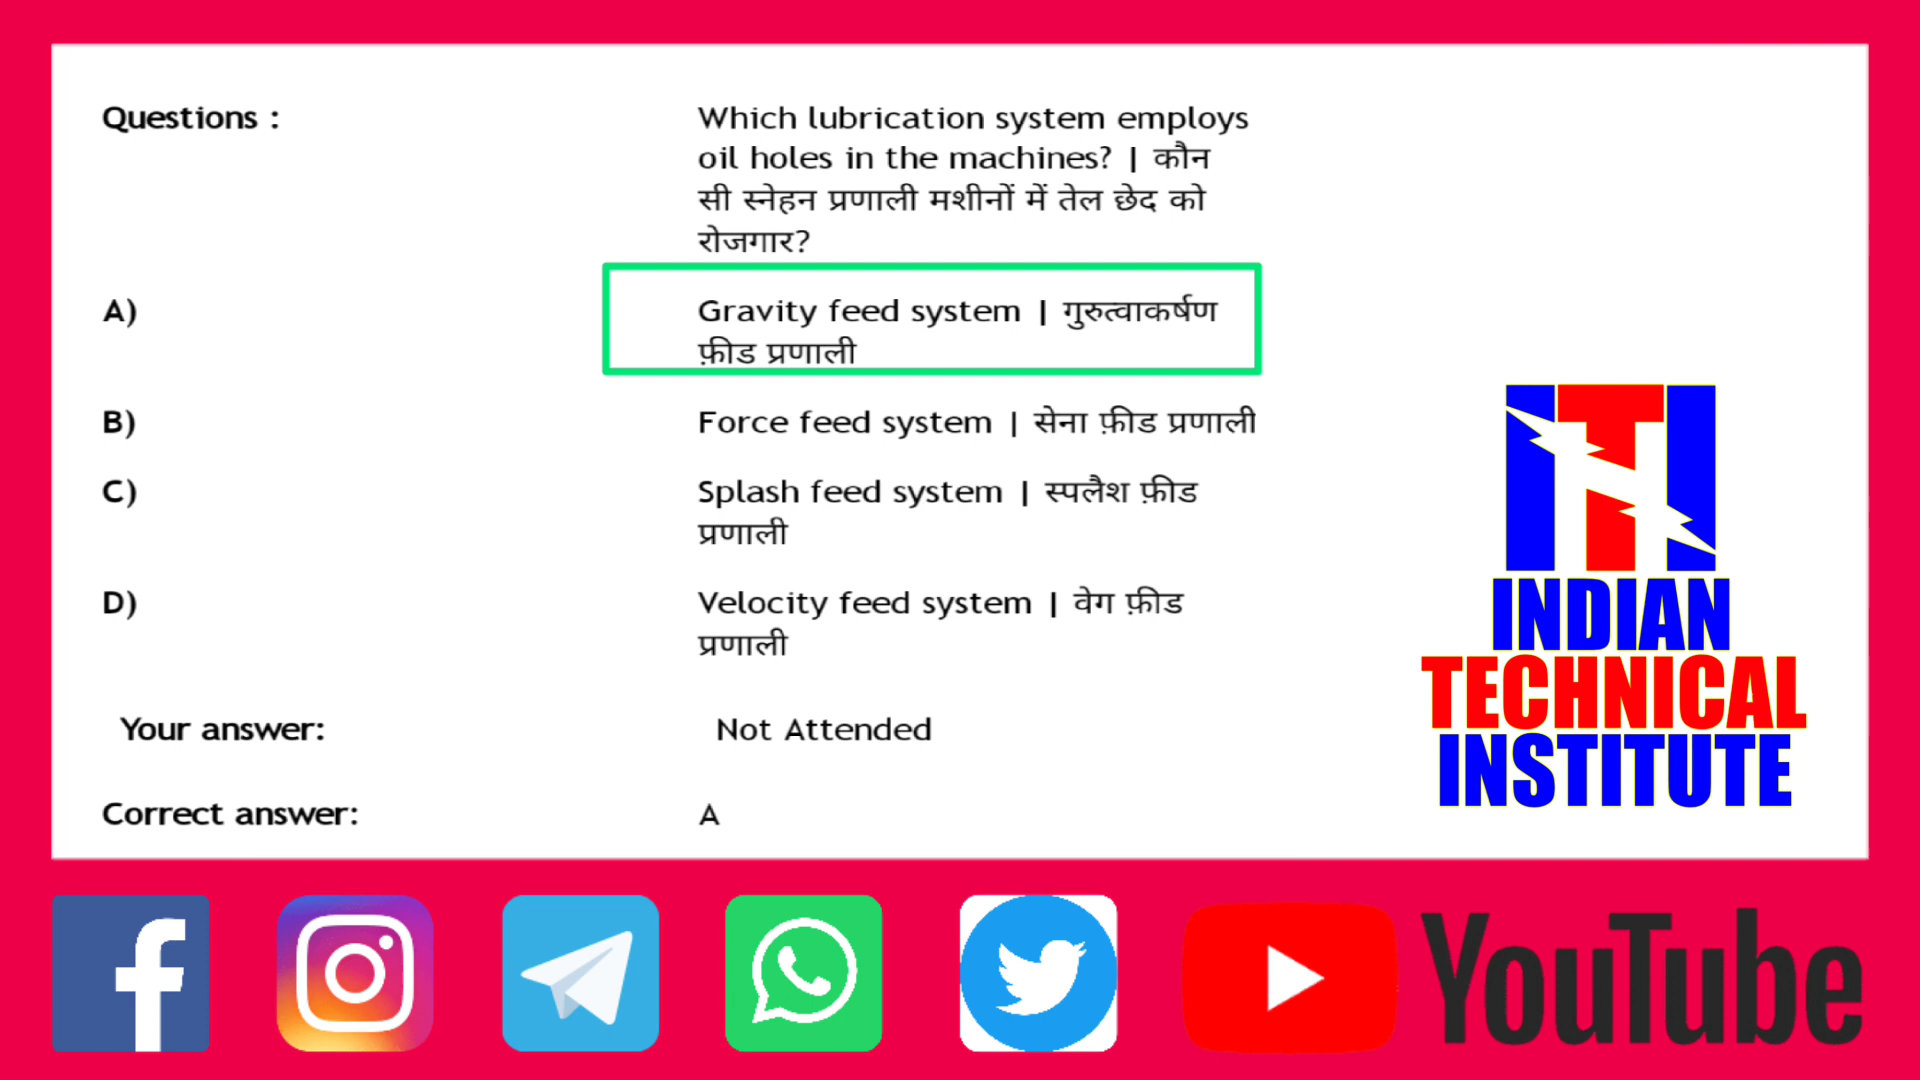 Questions :
Which lubrication system employs
oil holes in the machines? | कौन
सी स्नेहन प्रणाली मशीनों में तेल छेद को
रोजगार?
A)
Gravity feed system | गुरुत्वाकर्षण
फ़ीड प्रणाली
B)
Force feed system | सेना फ़ीड प्रणाली
C)
Splash feed system | स्पलैश फ़ीड
प्रणाली
D)
Velocity feed system | वेग फ़ीड
प्रणाली
Your answer:
Not Attended
Correct answer:
A
ITI
INDIAN
TECHNICAL
INSTITUTE
YouTube